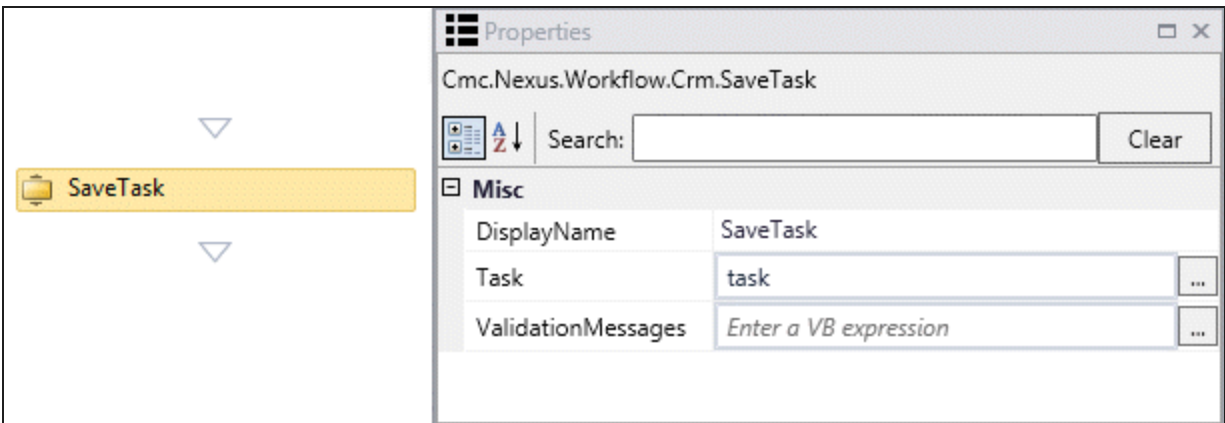 Properties
Cmc.Nexus.Workflow.Crm.SaveTask
A Z Search: Clear
SaveTask
Misc
DisplayName SaveTask
Task task ...
ValidationMessages Enter a VB expression ...